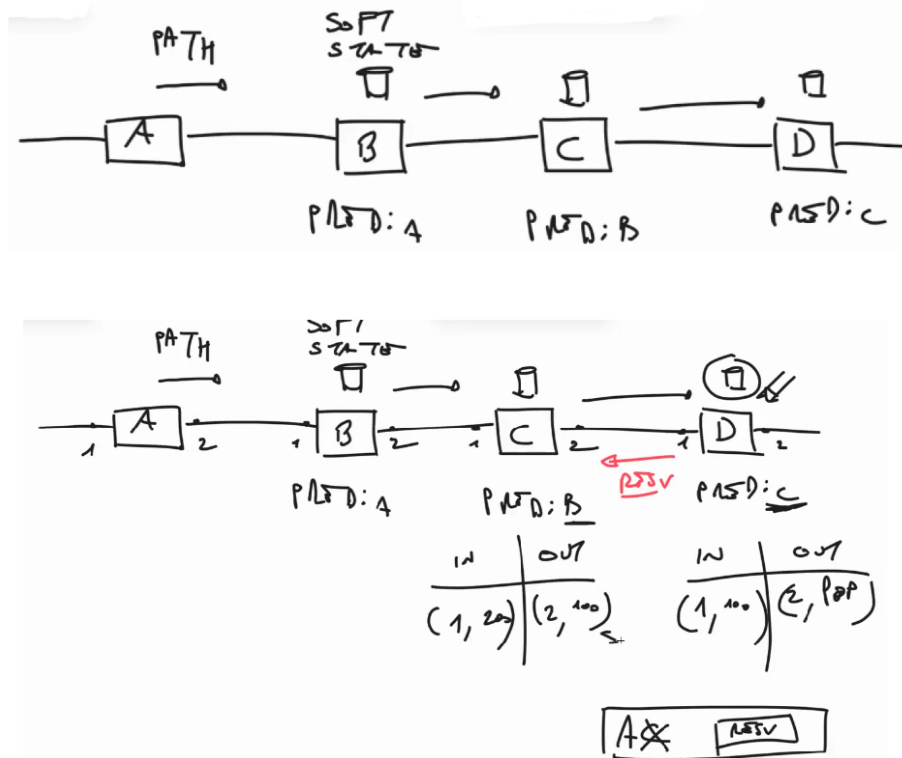 PATH
SOFT
STATE
A B C D
PRED: A PRED: B PRED: C
PATH
SOFT
STATE
A B C D
1 2 1 2 1 2 1 2
RESV
PRED: A PRED: B PRED: C
IN OUT IN OUT
(1, 200) (2, 100) (1, 100) (2, POP)
A RESV